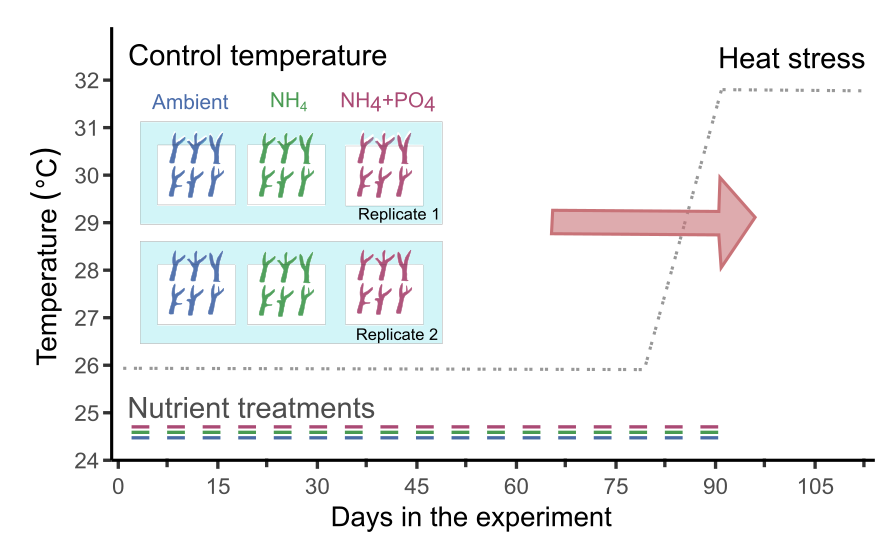 Control temperature
Heat stress
Ambient NH₄ NH4+PO4
Replicate 1
Replicate 2
Nutrient treatments
Temperature (°C)
32
31
30
29
28
27
26
25
24
0 15 30 45 60 75 90 105
Days in the experiment